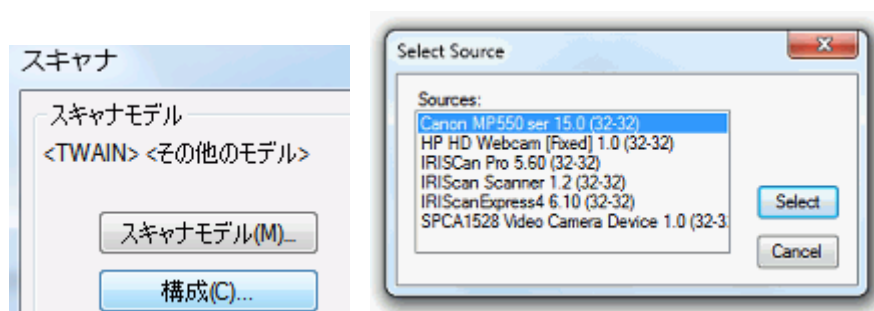 スキャナ
スキャナモデル
<TWAIN> <その他のモデル>
スキャナモデル(M)...
構成(C)...
Select Source
Sources:
Canon MP550 ser 15.0 (32-32)
HP HD Webcam [Fixed] 1.0 (32-32)
IRISCan Pro 5.60 (32-32)
IRIScan Scanner 1.2 (32-32)
IRIScanExpress4 6.10 (32-32)
SPCA1528 Video Camera Device 1.0 (32-3
Select
Cancel